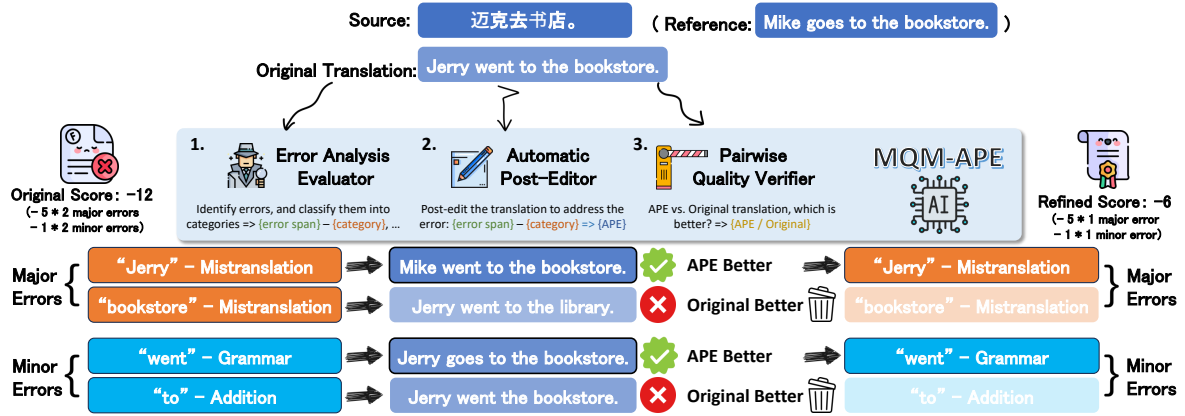 Source: 迈克去书店。 ( Reference: Mike goes to the bookstore. )
Original Translation: Jerry went to the bookstore.
F
Original Score: -12
(- 5 * 2 major errors
- 1 * 2 minor errors)
1. Error Analysis
Evaluator
Identify errors, and classify them into
categories => {error span} – {category}, ...
2. Automatic
Post-Editor
Post-edit the translation to address the
error: {error span} – {category} => {APE}
3. Pairwise
Quality Verifier
APE vs. Original translation, which is
better? => {APE / Original}
MQM-APE
AI
Refined Score: -6
(- 5 * 1 major error
- 1 * 1 minor error)
Major
Errors
"Jerry" – Mistranslation Mike went to the bookstore. APE Better "Jerry" – Mistranslation
"bookstore" – Mistranslation Jerry went to the library. Original Better "bookstore" – Mistranslation
Major
Errors
Minor
Errors
"went" – Grammar Jerry goes to the bookstore. APE Better "went" – Grammar
"to" – Addition Jerry went the bookstore. Original Better "to" – Addition
Minor
Errors